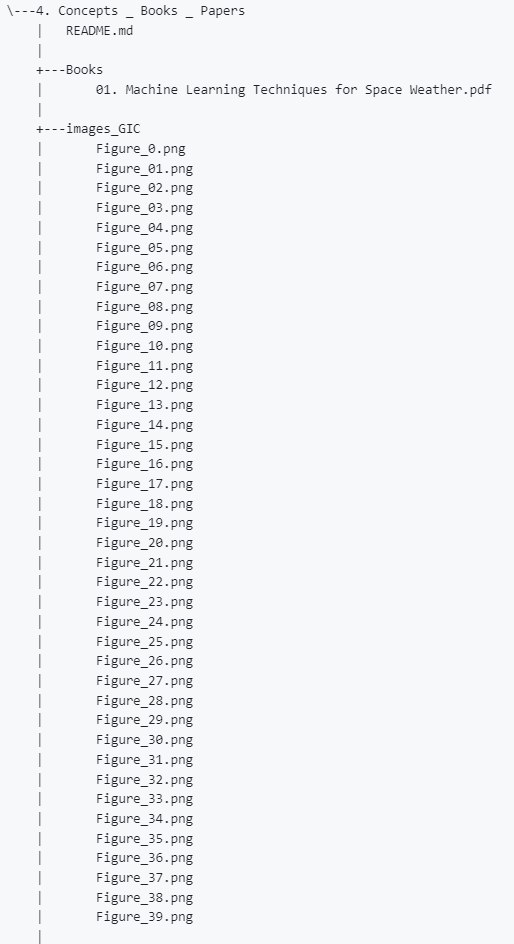 \---4. Concepts _ Books _ Papers
    |   README.md
    |
    +---Books
    |       01. Machine Learning Techniques for Space Weather.pdf
    |
    +---images_GIC
    |       Figure_0.png
    |       Figure_01.png
    |       Figure_02.png
    |       Figure_03.png
    |       Figure_04.png
    |       Figure_05.png
    |       Figure_06.png
    |       Figure_07.png
    |       Figure_08.png
    |       Figure_09.png
    |       Figure_10.png
    |       Figure_11.png
    |       Figure_12.png
    |       Figure_13.png
    |       Figure_14.png
    |       Figure_15.png
    |       Figure_16.png
    |       Figure_17.png
    |       Figure_18.png
    |       Figure_19.png
    |       Figure_20.png
    |       Figure_21.png
    |       Figure_22.png
    |       Figure_23.png
    |       Figure_24.png
    |       Figure_25.png
    |       Figure_26.png
    |       Figure_27.png
    |       Figure_28.png
    |       Figure_29.png
    |       Figure_30.png
    |       Figure_31.png
    |       Figure_32.png
    |       Figure_33.png
    |       Figure_34.png
    |       Figure_35.png
    |       Figure_36.png
    |       Figure_37.png
    |       Figure_38.png
    |       Figure_39.png
    |